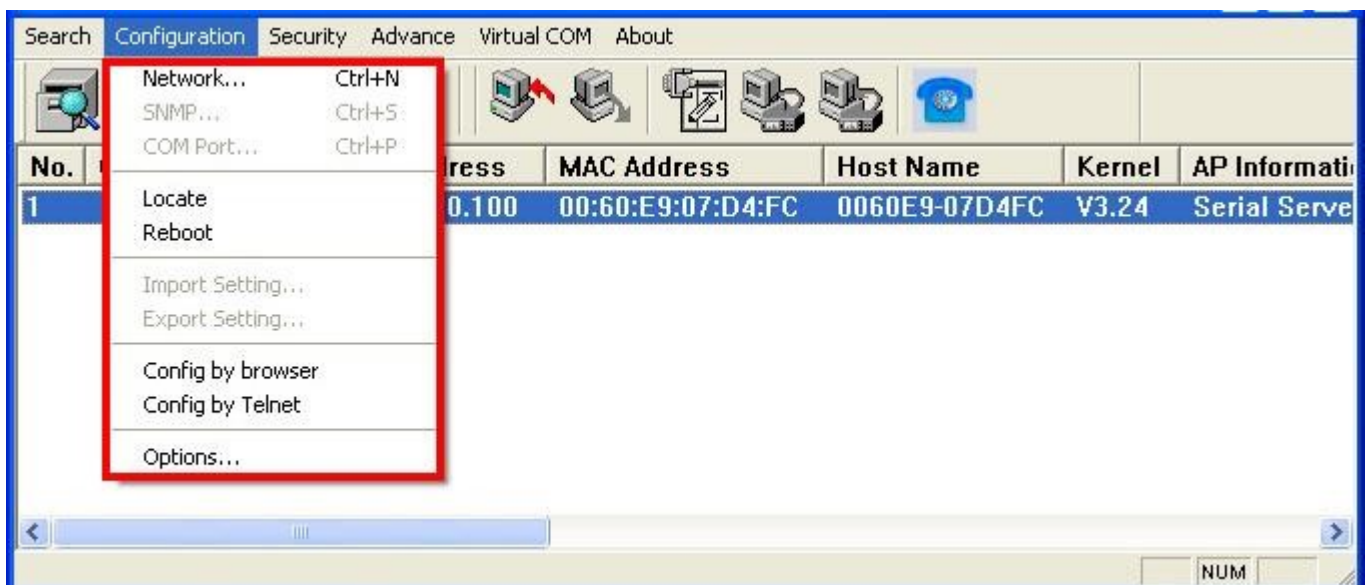 Search Configuration Security Advance Virtual COM About
Network... Ctrl+N
SNMP... Ctrl+S
COM Port... Ctrl+P
No. ress MAC Address Host Name Kernel AP Informati
Locate
1 0.100 00:60:E9:07:D4:FC 0060E9-07D4FC V3.24 Serial Serve
Reboot
Import Setting...
Export Setting...
Config by browser
Config by Telnet
Options...
NUM